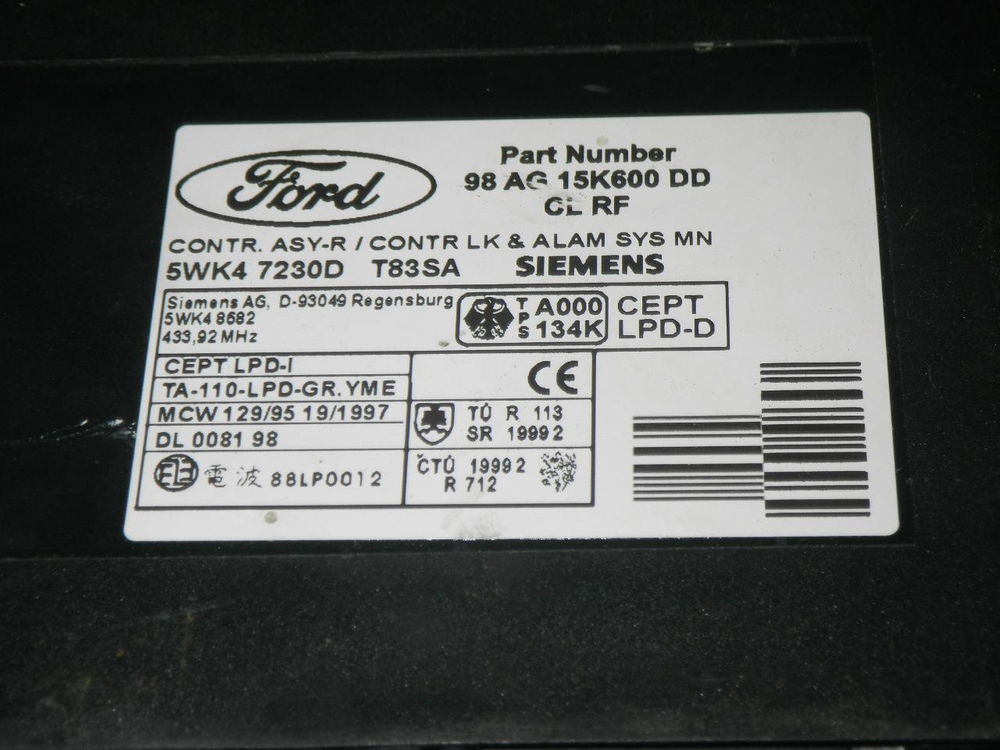 Ford
Part Number
98 AG 15K600 DD
CL RF
CONTR. ASY-R / CONTR LK & ALAM SYS MN
5WK4 7230D T83SA SIEMENS
Siemens AG, D-93049 Regensburg
5WK4 8682
433,92 MHz
TPS
A000
134K
CEPT
LPD-D
CEPT LPD-I
TA-110-LPD-GR.YME
MCW 129/95 19/1997
DL 0081 98
電波 88LP0012
CE
TÚ R 113
SR 1999 2
ČTÚ 1999 2
R 712